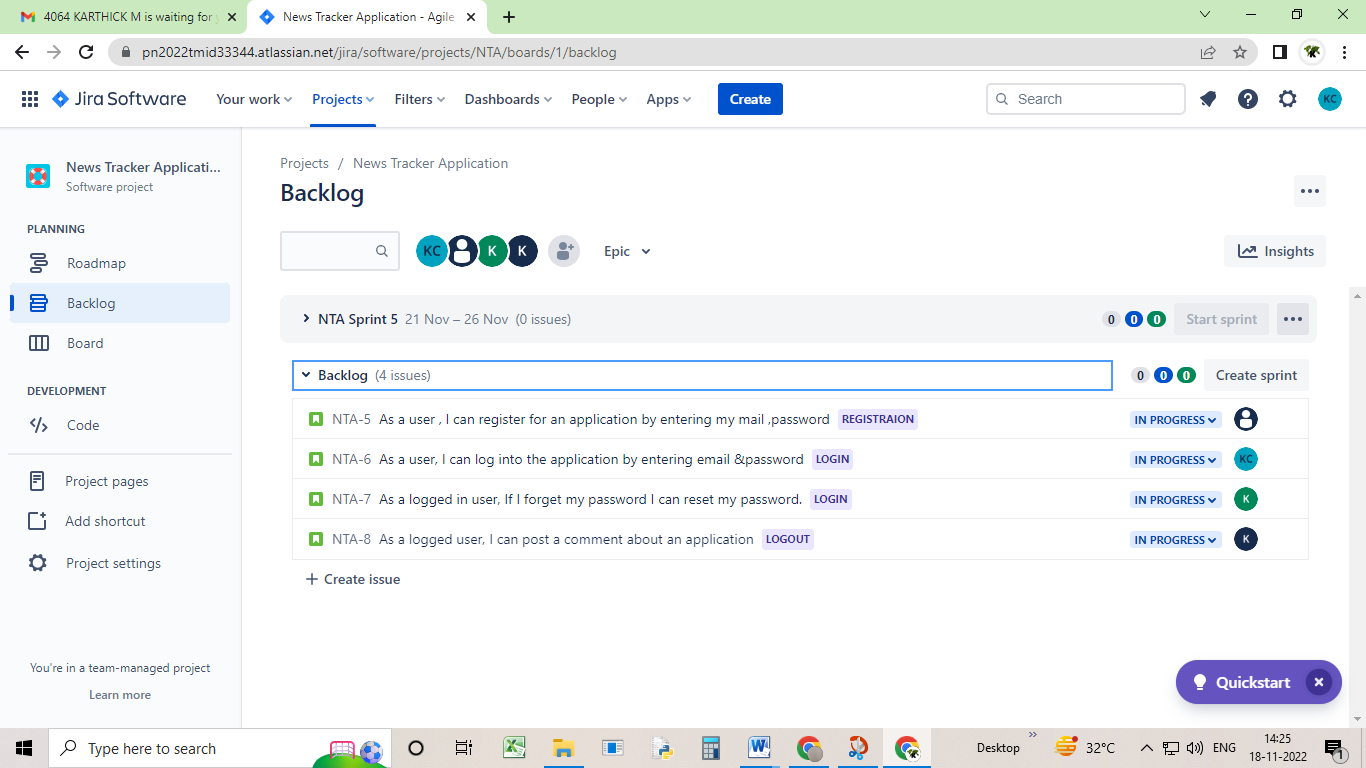 4064 KARTHICK M is waiting for y
News Tracker Application - Agile
pn2022tmid33344.atlassian.net/jira/software/projects/NTA/boards/1/backlog
Jira Software Your work Projects Filters Dashboards People Apps Create Search KC
News Tracker Applicati...
Software project
PLANNING
Roadmap
Backlog
Board
DEVELOPMENT
Code
Project pages
Add shortcut
Project settings
You're in a team-managed project
Learn more
Projects / News Tracker Application
Backlog
KC K K Epic Insights
NTA Sprint 5 21 Nov – 26 Nov (0 issues) 0 0 0 Start sprint
Backlog (4 issues) 0 0 0 Create sprint
NTA-5 As a user , I can register for an application by entering my mail ,password REGISTRAION IN PROGRESS
NTA-6 As a user, I can log into the application by entering email &password LOGIN IN PROGRESS KC
NTA-7 As a logged in user, If I forget my password I can reset my password. LOGIN IN PROGRESS K
NTA-8 As a logged user, I can post a comment about an application LOGOUT IN PROGRESS K
+ Create issue
Quickstart
Type here to search
Desktop
32°C
ENG
14:25
18-11-2022
1